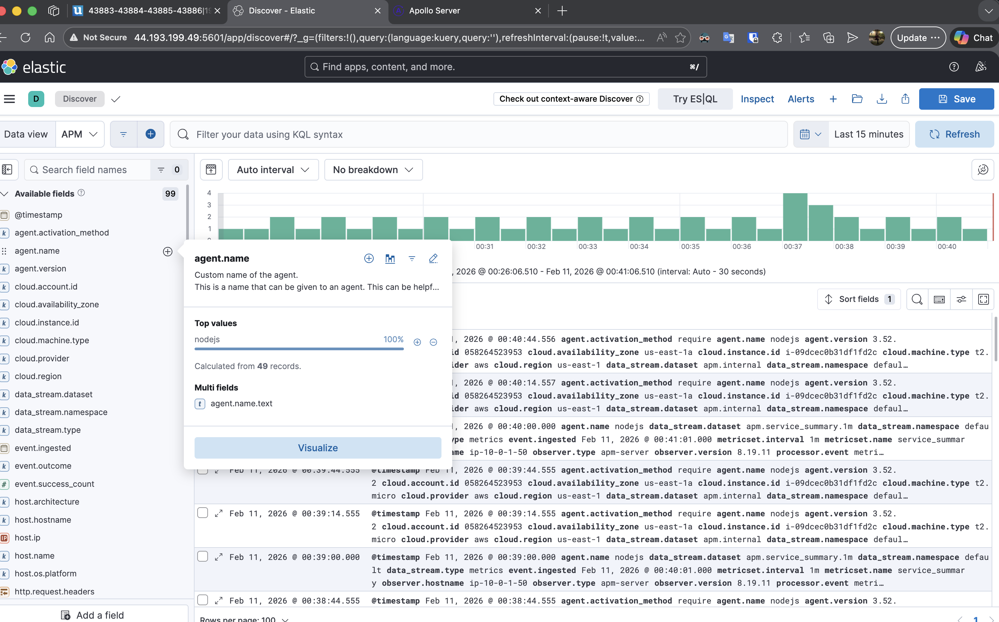 43883-43884-43885-43886|19
Discover - Elastic
Apollo Server
Not Secure 44.193.199.49:5601/app/discover#/?_g=(filters:!(),query:(language:kuery,query:''),refreshInterval:(pause:!t,value:...
Update
Chat
elastic
Find apps, content, and more.
⌘/
D
Discover
Check out context-aware Discover
Try ES|QL
Inspect
Alerts
Save
Data view
APM
Filter your data using KQL syntax
Last 15 minutes
Refresh
Search field names
0
Auto interval
No breakdown
Available fields
99
@timestamp
agent.activation_method
agent.name
agent.version
cloud.account.id
cloud.availability_zone
cloud.instance.id
cloud.machine.type
cloud.provider
cloud.region
data_stream.dataset
data_stream.namespace
data_stream.type
event.ingested
event.outcome
event.success_count
host.architecture
host.hostname
host.ip
host.name
host.os.platform
http.request.headers
Add a field
4
3
2
1
00:31
00:32
00:33
00:34
00:35
00:36
00:37
00:38
00:39
00:40
, 2026 @ 00:26:06.510 - Feb 11, 2026 @ 00:41:06.510 (interval: Auto - 30 seconds)
agent.name
Custom name of the agent.
This is a name that can be given to an agent. This can be helpf...
Top values
nodejs
100%
Calculated from 49 records.
Multi fields
t agent.name.text
Visualize
Sort fields 1
, 2026 @ 00:40:44.556 agent.activation_method require agent.name nodejs agent.version 3.52.
id 058264523953 cloud.availability_zone us-east-1a cloud.instance.id i-09dcec0b31df1fd2c cloud.machine.type t2.
ider aws cloud.region us-east-1 data_stream.dataset apm.internal data_stream.namespace defaul…
, 2026 @ 00:40:14.557 agent.activation_method require agent.name nodejs agent.version 3.52.
id 058264523953 cloud.availability_zone us-east-1a cloud.instance.id i-09dcec0b31df1fd2c cloud.machine.type t2.
ider aws cloud.region us-east-1 data_stream.dataset apm.internal data_stream.namespace defaul…
, 2026 @ 00:40:00.000 agent.name nodejs data_stream.dataset apm.service_summary.1m data_stream.namespace defau
ype metrics event.ingested Feb 11, 2026 @ 00:41:01.000 metricset.interval 1m metricset.name service_summar
ame ip-10-0-1-50 observer.type apm-server observer.version 8.19.11 processor.event metri…
Feb 11, 2026 @ 00:39:44.555 @timestamp Feb 11, 2026 @ 00:39:44.555 agent.activation_method require agent.name nodejs agent.version 3.52.
2 cloud.account.id 058264523953 cloud.availability_zone us-east-1a cloud.instance.id i-09dcec0b31df1fd2c cloud.machine.type t2.
micro cloud.provider aws cloud.region us-east-1 data_stream.dataset apm.internal data_stream.namespace defaul…
Feb 11, 2026 @ 00:39:14.555 @timestamp Feb 11, 2026 @ 00:39:14.555 agent.activation_method require agent.name nodejs agent.version 3.52.
2 cloud.account.id 058264523953 cloud.availability_zone us-east-1a cloud.instance.id i-09dcec0b31df1fd2c cloud.machine.type t2.
micro cloud.provider aws cloud.region us-east-1 data_stream.dataset apm.internal data_stream.namespace defaul…
Feb 11, 2026 @ 00:39:00.000 @timestamp Feb 11, 2026 @ 00:39:00.000 agent.name nodejs data_stream.dataset apm.service_summary.1m data_stream.namespace defau
lt data_stream.type metrics event.ingested Feb 11, 2026 @ 00:40:01.000 metricset.interval 1m metricset.name service_summar
y observer.hostname ip-10-0-1-50 observer.type apm-server observer.version 8.19.11 processor.event metri…
Feb 11, 2026 @ 00:38:44.555 @timestamp Feb 11, 2026 @ 00:38:44.555 agent.activation_method require agent.name nodejs agent.version 3.52.
Rows per page: 100
1